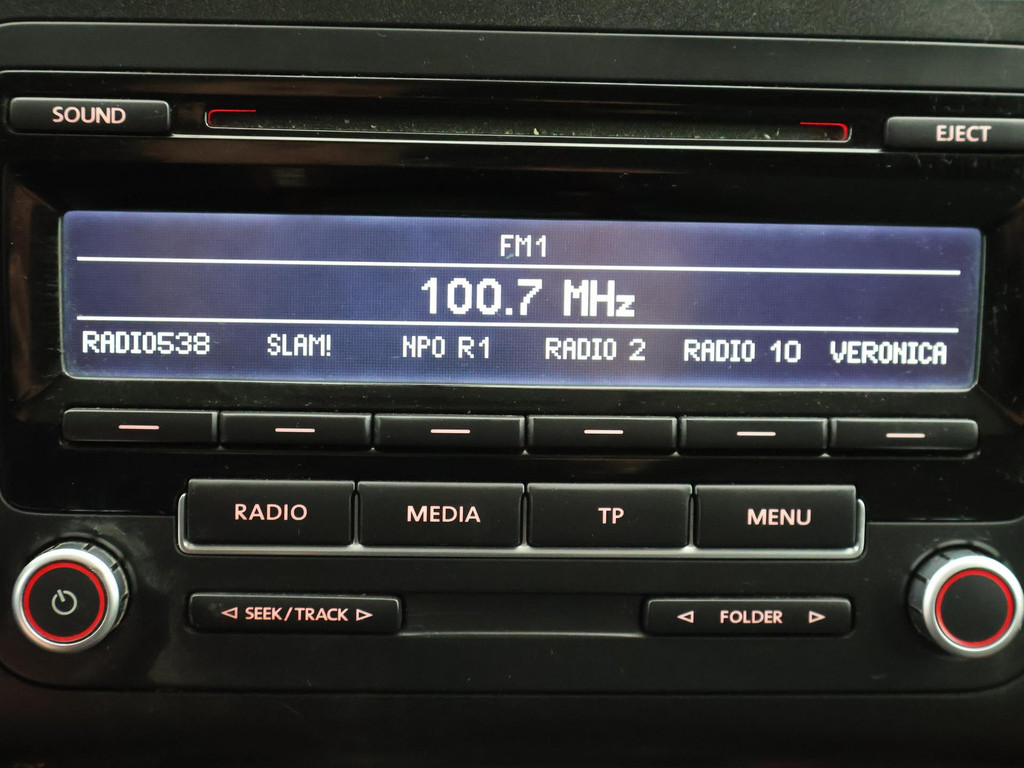 SOUND
EJECT
FM1
100.7 MHz
RADIO538 SLAM! NPO R1 RADIO 2 RADIO 10 VERONICA
RADIO MEDIA TP MENU
SEEK/TRACK FOLDER